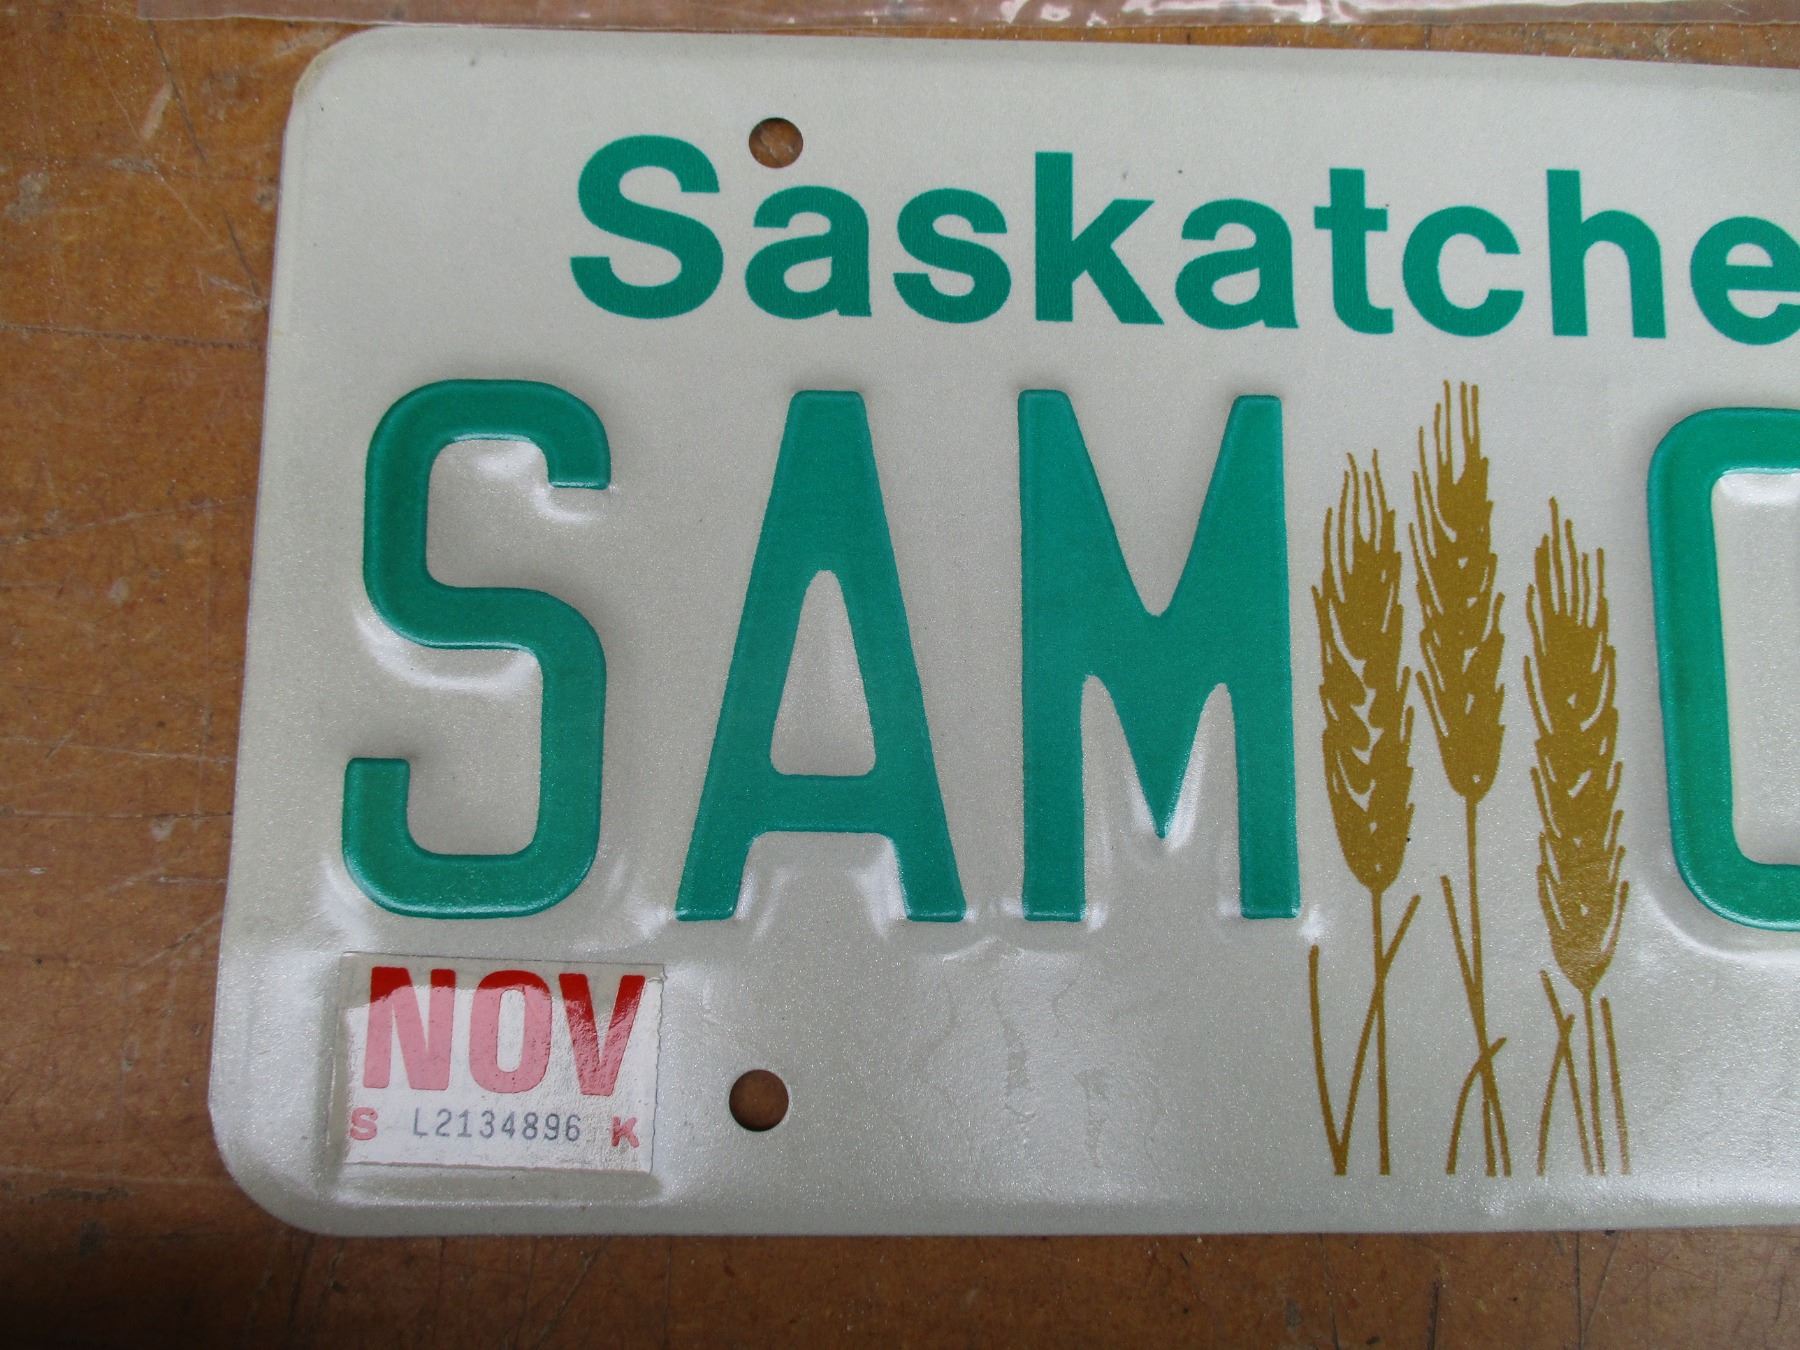 Saskatche
SAM
NOV
S L2134896 K